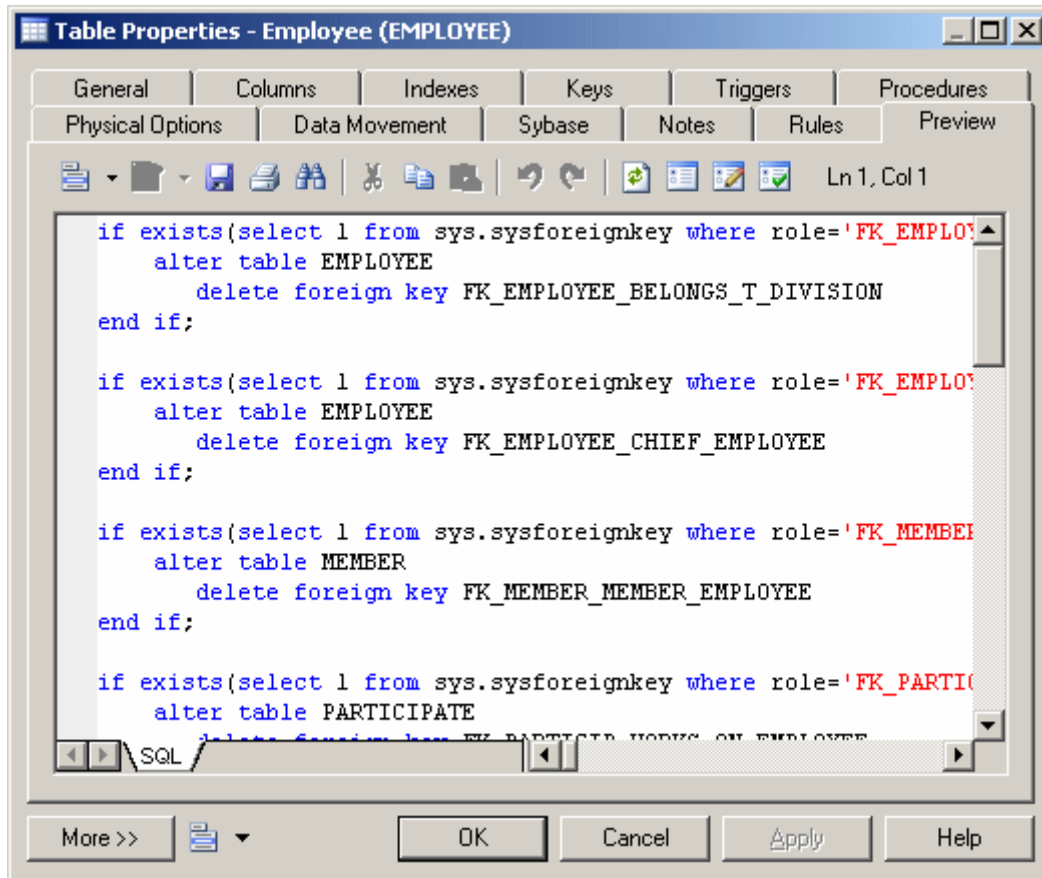 Table Properties - Employee (EMPLOYEE)
General Columns Indexes Keys Triggers Procedures
Physical Options Data Movement Sybase Notes Rules Preview
Ln 1, Col 1
if exists(select 1 from sys.sysforeignkey where role='FK_EMPLOY
alter table EMPLOYEE
delete foreign key FK_EMPLOYEE_BELONGS_T_DIVISION
end if;
if exists(select 1 from sys.sysforeignkey where role='FK_EMPLOY
alter table EMPLOYEE
delete foreign key FK_EMPLOYEE_CHIEF_EMPLOYEE
end if;
if exists(select 1 from sys.sysforeignkey where role='FK_MEMBER
alter table MEMBER
delete foreign key FK_MEMBER_MEMBER_EMPLOYEE
end if;
if exists(select 1 from sys.sysforeignkey where role='FK_PARTIC
alter table PARTICIPATE
delete foreign key FK_PARTICIP_WORKS_ON_EMPLOYEE
SQL
More >> OK Cancel Apply Help